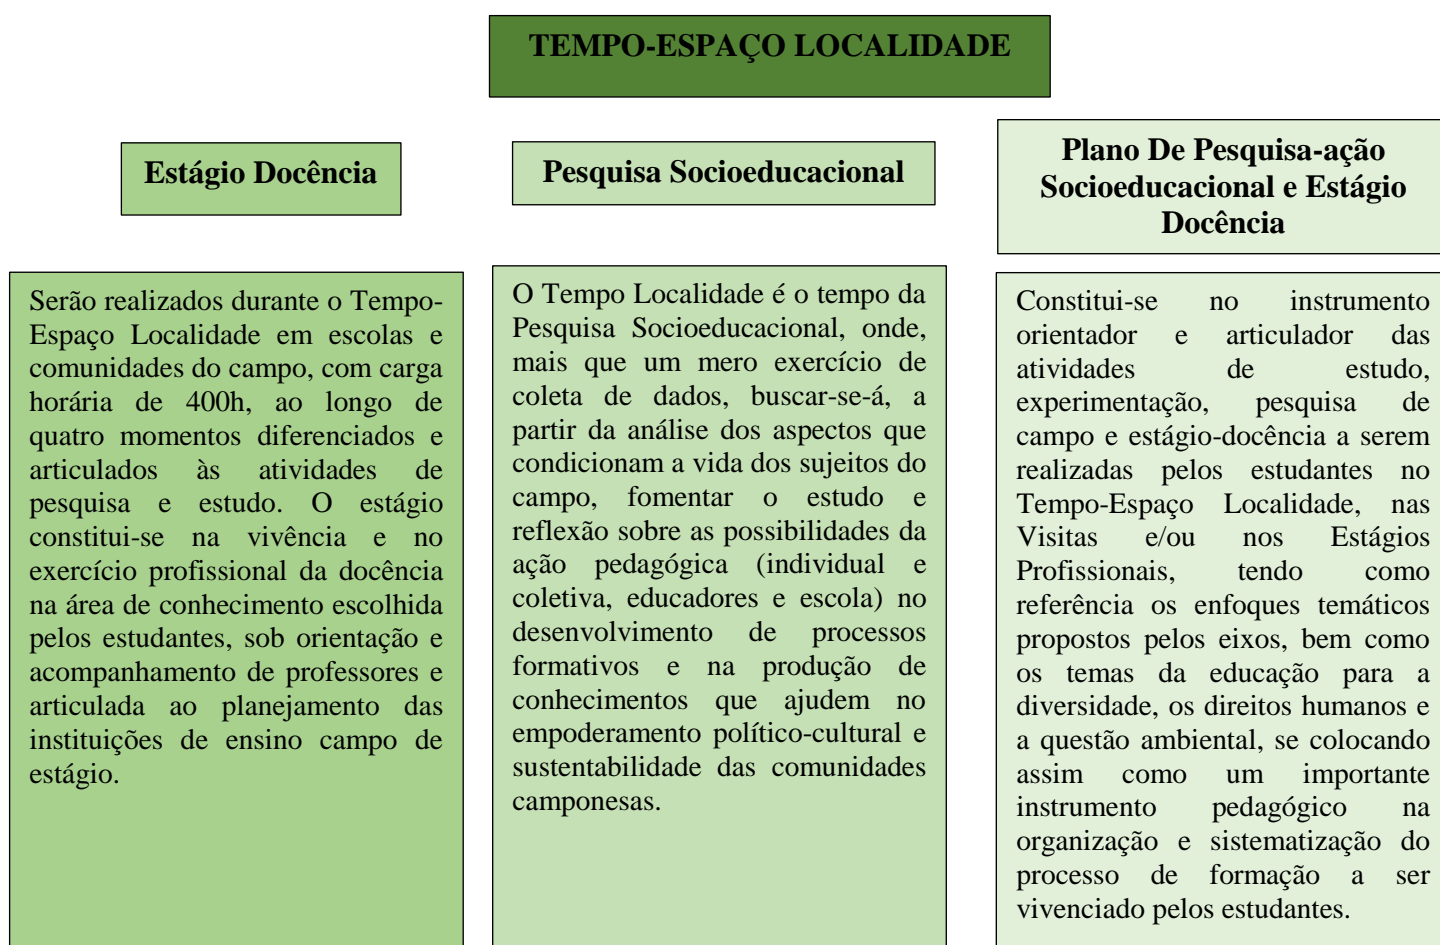 TEMPO-ESPAÇO LOCALIDADE
Estágio Docência
Serão realizados durante o Tempo-
Espaço Localidade em escolas e
comunidades do campo, com carga
horária de 400h, ao longo de
quatro momentos diferenciados e
articulados às atividades de
pesquisa e estudo. O estágio
constitui-se na vivência e no
exercício profissional da docência
na área de conhecimento escolhida
pelos estudantes, sob orientação e
acompanhamento de professores e
articulada ao planejamento das
instituições de ensino campo de
estágio.
Pesquisa Socioeducacional
O Tempo Localidade é o tempo da
Pesquisa Socioeducacional, onde,
mais que um mero exercício de
coleta de dados, buscar-se-á, a
partir da análise dos aspectos que
condicionam a vida dos sujeitos do
campo, fomentar o estudo e
reflexão sobre as possibilidades da
ação pedagógica (individual e
coletiva, educadores e escola) no
desenvolvimento de processos
formativos e na produção de
conhecimentos que ajudem no
empoderamento político-cultural e
sustentabilidade das comunidades
camponesas.
Plano De Pesquisa-ação
Socioeducacional e Estágio
Docência
Constitui-se no instrumento
orientador e articulador das
atividades de estudo,
experimentação, pesquisa de
campo e estágio-docência a serem
realizadas pelos estudantes no
Tempo-Espaço Localidade, nas
Visitas e/ou nos Estágios
Profissionais, tendo como
referência os enfoques temáticos
propostos pelos eixos, bem como
os temas da educação para a
diversidade, os direitos humanos e
a questão ambiental, se colocando
assim como um importante
instrumento pedagógico na
organização e sistematização do
processo de formação a ser
vivenciado pelos estudantes.